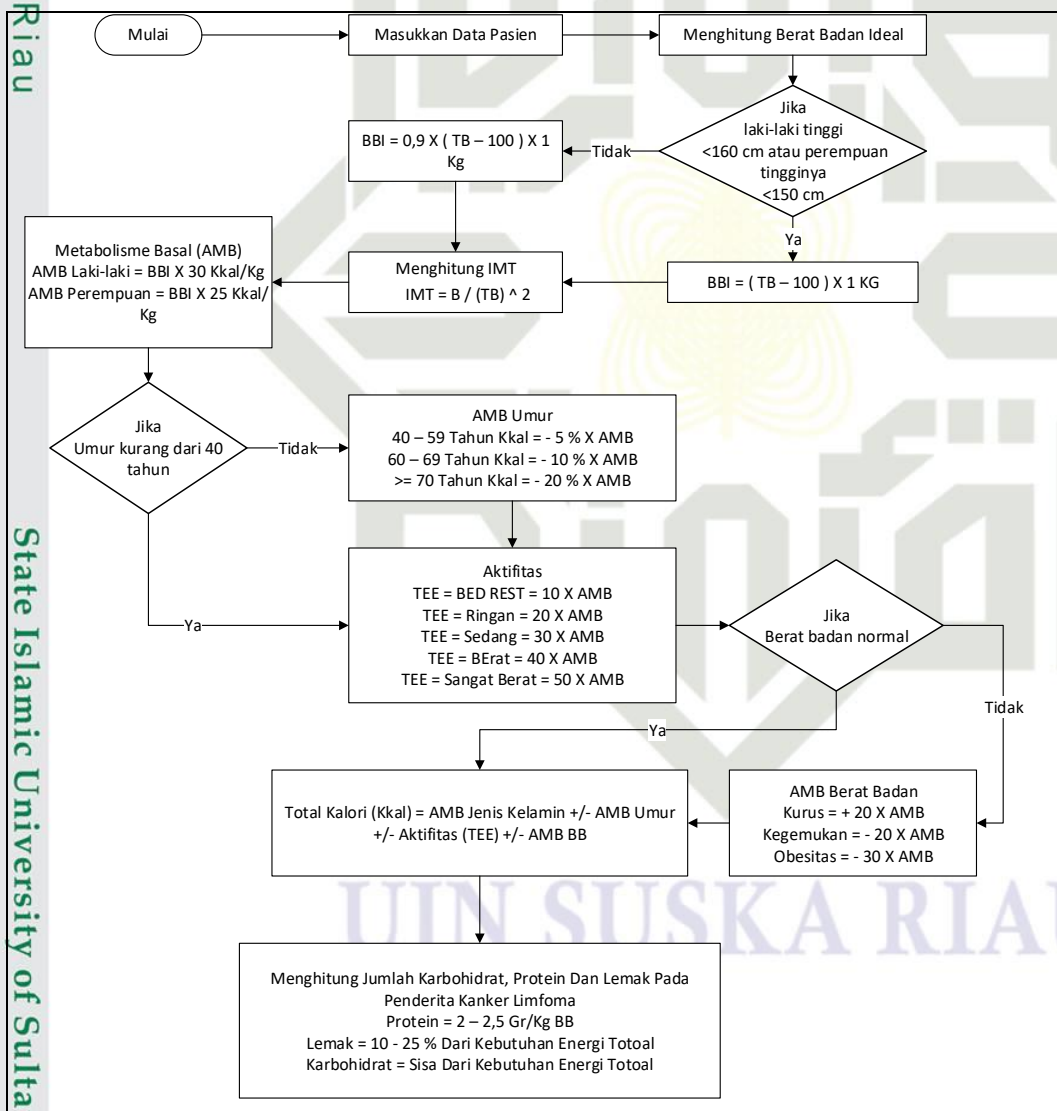 Riau
State Islamic University of Sulta
Mulai
Masukkan Data Pasien
Menghitung Berat Badan Ideal
Jika
laki-laki tinggi
<160 cm atau perempuan
tingginya
<150 cm
Tidak
BBI = 0,9 X ( TB – 100 ) X 1
Kg
Ya
BBI = ( TB – 100 ) X 1 KG
Menghitung IMT
IMT = B / (TB) ^ 2
Metabolisme Basal (AMB)
AMB Laki-laki = BBI X 30 Kkal/Kg
AMB Perempuan = BBI X 25 Kkal/
Kg
Jika
Umur kurang dari 40
tahun
Tidak
AMB Umur
40 – 59 Tahun Kkal = - 5 % X AMB
60 – 69 Tahun Kkal = - 10 % X AMB
>= 70 Tahun Kkal = - 20 % X AMB
Ya
Aktifitas
TEE = BED REST = 10 X AMB
TEE = Ringan = 20 X AMB
TEE = Sedang = 30 X AMB
TEE = BErat = 40 X AMB
TEE = Sangat Berat = 50 X AMB
Jika
Berat badan normal
Tidak
Ya
AMB Berat Badan
Kurus = + 20 X AMB
Kegemukan = - 20 X AMB
Obesitas = - 30 X AMB
Total Kalori (Kkal) = AMB Jenis Kelamin +/- AMB Umur
+/- Aktifitas (TEE) +/- AMB BB
UIN SUSKA RIAU
Menghitung Jumlah Karbohidrat, Protein Dan Lemak Pada
Penderita Kanker Limfoma
Protein = 2 – 2,5 Gr/Kg BB
Lemak = 10 - 25 % Dari Kebutuhan Energi Totoal
Karbohidrat = Sisa Dari Kebutuhan Energi Totoal